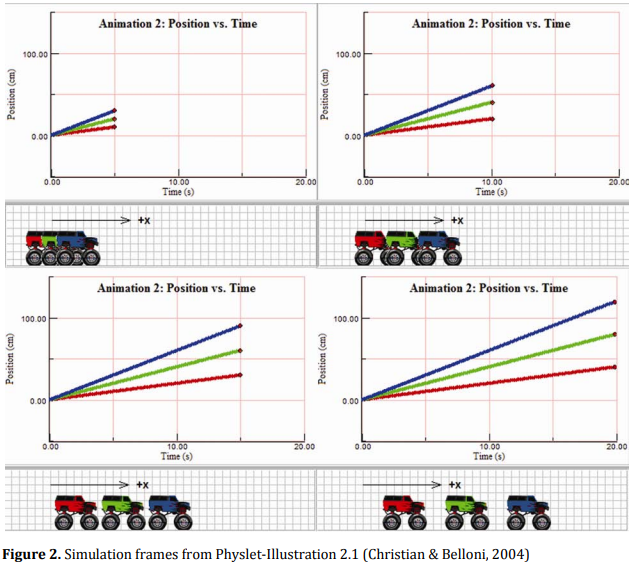 Animation 2: Position vs. Time
100.00
0.00
Position (cm)
0.00
10.00
20.00
Time (s)
+x
Animation 2: Position vs. Time
100.00
0.00
Position (cm)
0.00
10.00
20.00
Time (s)
+x
Animation 2: Position vs. Time
100.00
0.00
Position (cm)
0.00
10.00
20.00
Time (s)
+x
Animation 2: Position vs. Time
100.00
0.00
Position (cm)
0.00
10.00
20.00
Time (s)
+x
Figure 2. Simulation frames from Physlet-Illustration 2.1 (Christian & Belloni, 2004)